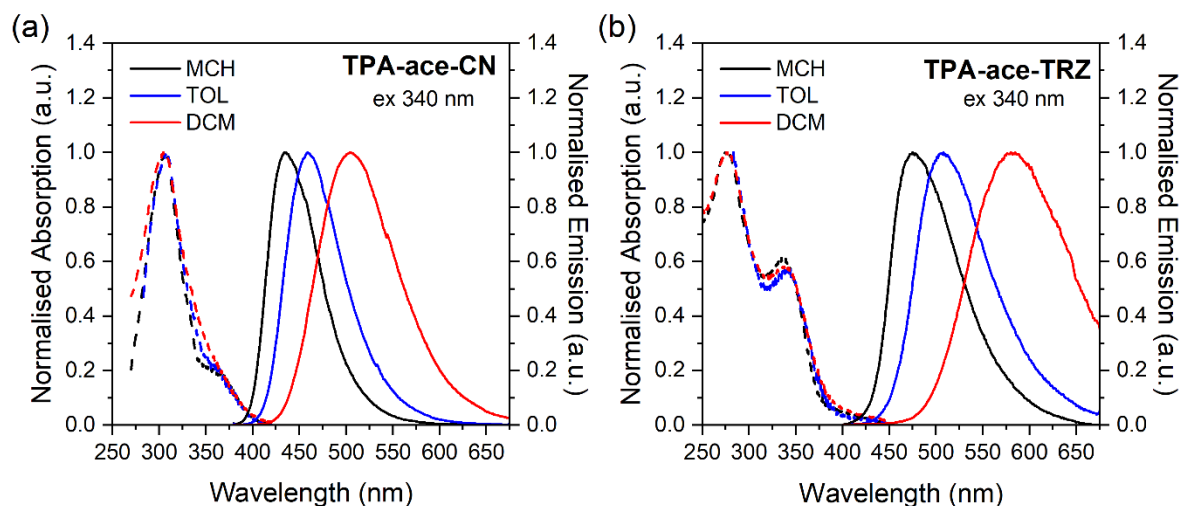 (a)
TPA-ace-CN
ex 340 nm
MCH
TOL
DCM
Normalised Absorption (a.u.)
1.4
1.2
1.0
0.8
0.6
0.4
0.2
0.0
1.4
1.2
1.0
0.8
0.6
0.4
0.2
0.0
Normalized Emission (a.u.)
250 300 350 400 450 500 550 600 650
Wavelength (nm)
(b)
TPA-ace-TRZ
ex 340 nm
MCH
TOL
DCM
Normalised Absorption (a.u.)
1.4
1.2
1.0
0.8
0.6
0.4
0.2
0.0
1.4
1.2
1.0
0.8
0.6
0.4
0.2
0.0
Normalised Emission (a.u.)
250 300 350 400 450 500 550 600 650
Wavelength (nm)